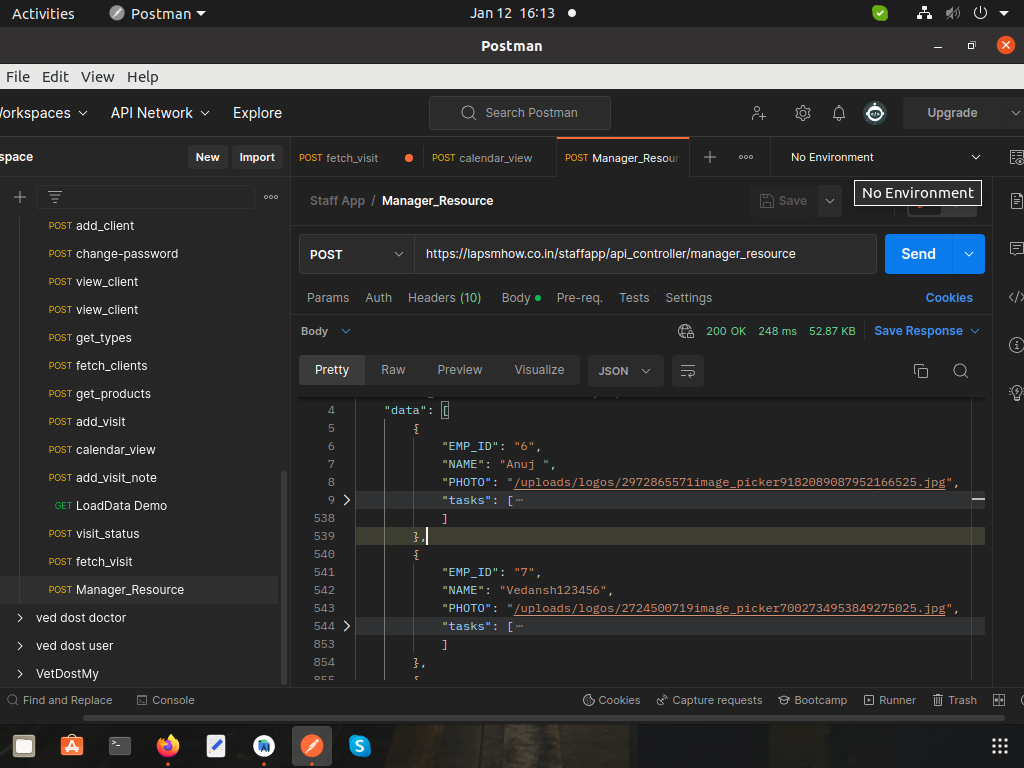 Activities
Postman
Jan 12 16:13
Postman
File Edit View Help
orkspaces
API Network
Explore
Search Postman
Upgrade
space
New
Import
POST fetch_visit
POST calendar_view
POST Manager_Resour
No Environment
Staff App / Manager_Resource
Save
No Environment
POST
https://lapsmhow.co.in/staffapp/api_controller/manager_resource
Send
Params Auth Headers (10) Body Pre-req. Tests Settings
Cookies
Body
200 OK 248 ms 52.87 KB
Save Response
Pretty Raw Preview Visualize
JSON
POST add_client
POST change-password
POST view_client
POST view_client
POST get_types
POST fetch_clients
POST get_products
POST add_visit
POST calendar_view
POST add_visit_note
GET LoadData Demo
POST visit_status
POST fetch_visit
POST Manager_Resource
ved dost doctor
ved dost user
VetDostMy
4 "data": [
5 {
6 "EMP_ID": "6",
7 "NAME": "Anuj ",
8 "PHOTO": "/uploads/logos/2972865571image_picker9182089087952166525.jpg",
9 "tasks": [⋯
538 ]
539 },
540 {
541 "EMP_ID": "7",
542 "NAME": "Vedansh123456",
543 "PHOTO": "/uploads/logos/2724500719image_picker7002734953849275025.jpg",
544 "tasks": [⋯
853 ]
854 },
855 {
Find and Replace
Console
Cookies
Capture requests
Bootcamp
Runner
Trash